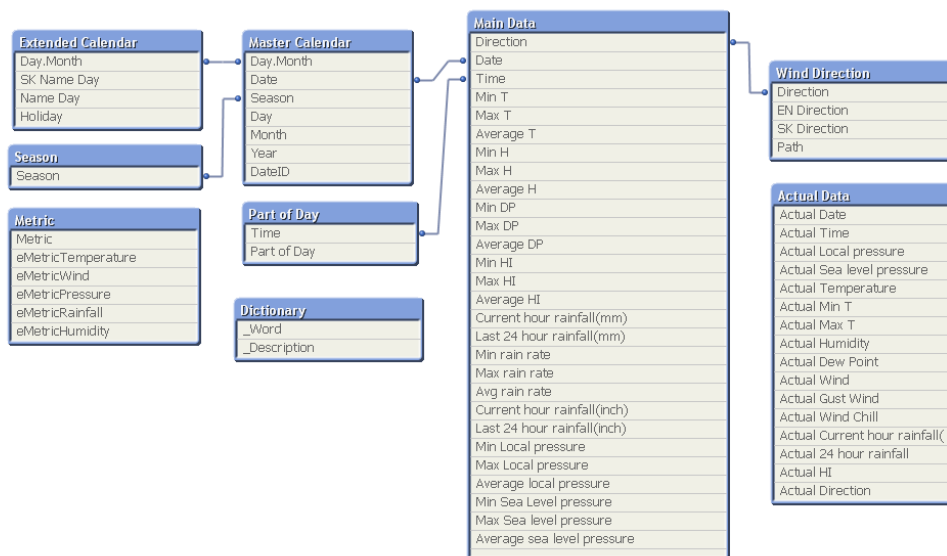 Extended Calendar
Day.Month
SK Name Day
Name Day
Holiday
Season
Season
Metric
Metric
eMetricTemperature
eMetricWind
eMetricPressure
eMetricRainfall
eMetricHumidity
Master Calendar
Day.Month
Date
Season
Day
Month
Year
DateID
Part of Day
Time
Part of Day
Dictionary
_Word
_Description
Main Data
Direction
Date
Time
Min T
Max T
Average T
Min H
Max H
Average H
Min DP
Max DP
Average DP
Min HI
Max HI
Average HI
Current hour rainfall(mm)
Last 24 hour rainfall(mm)
Min rain rate
Max rain rate
Avg rain rate
Current hour rainfall(inch)
Last 24 hour rainfall(inch)
Min Local pressure
Max Local pressure
Average local pressure
Min Sea Level pressure
Max Sea level pressure
Average sea level pressure
Wind Direction
Direction
EN Direction
SK Direction
Path
Actual Data
Actual Date
Actual Time
Actual Local pressure
Actual Sea level pressure
Actual Temperature
Actual Min T
Actual Max T
Actual Humidity
Actual Dew Point
Actual Wind
Actual Gust Wind
Actual Wind Chill
Actual Current hour rainfall(
Actual 24 hour rainfall
Actual HI
Actual Direction